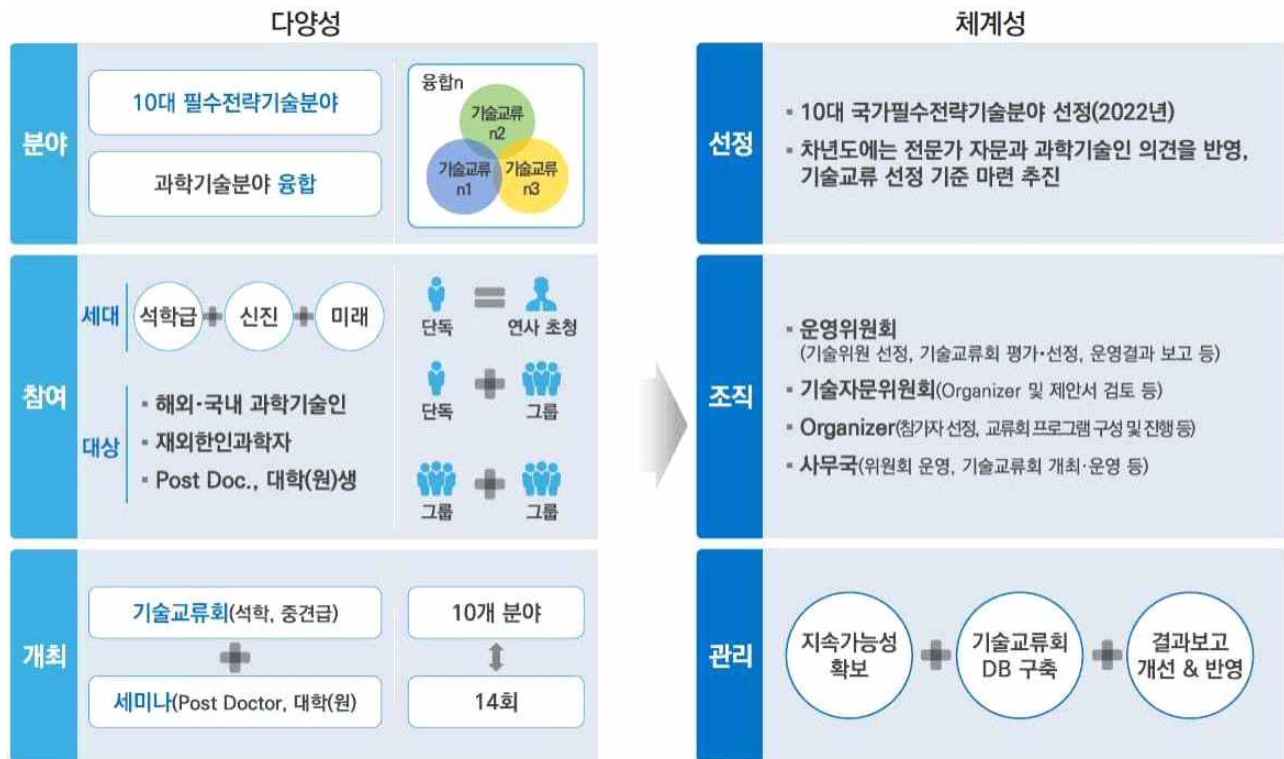 다양성
분야
10대 필수전략기술분야
과학기술분야 융합
융합n
기술교류
n2
기술교류
n1
기술교류
n3
참여
세대
석학급
신진
미래
대상
- 해외·국내 과학기술인
- 재외한인과학자
- Post Doc., 대학(원)생
단독
연사 초청
단독
그룹
그룹
그룹
개최
기술교류회(석학, 중견급)
세미나(Post Doctor, 대학(원)
10개 분야
14회
체계성
선정
- 10대 국가필수전략기술분야 선정(2022년)
- 차년도에는 전문가 자문과 과학기술인 의견을 반영,
기술교류 선정 기준 마련 추진
조직
- 운영위원회
(기술위원 선정, 기술교류회 평가·선정, 운영결과 보고 등)
- 기술자문위원회(Organizer 및 제안서 검토 등)
- Organizer(참가자 선정, 교류회 프로그램 구성 및 진행 등)
- 사무국(위원회 운영, 기술교류회 개최·운영 등)
관리
지속가능성
확보
기술교류회
DB 구축
결과보고
개선 & 반영